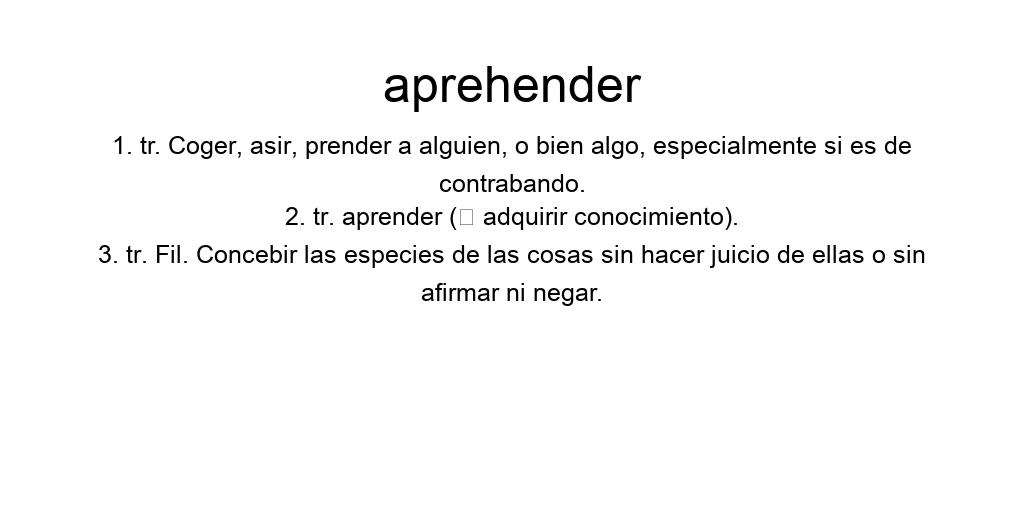 aprehender
1. tr. Coger, asir, prender a alguien, o bien algo, especialmente si es de
contrabando.
2. tr. aprender (□ adquirir conocimiento).
3. tr. Fil. Concebir las especies de las cosas sin hacer juicio de ellas o sin
afirmar ni negar.